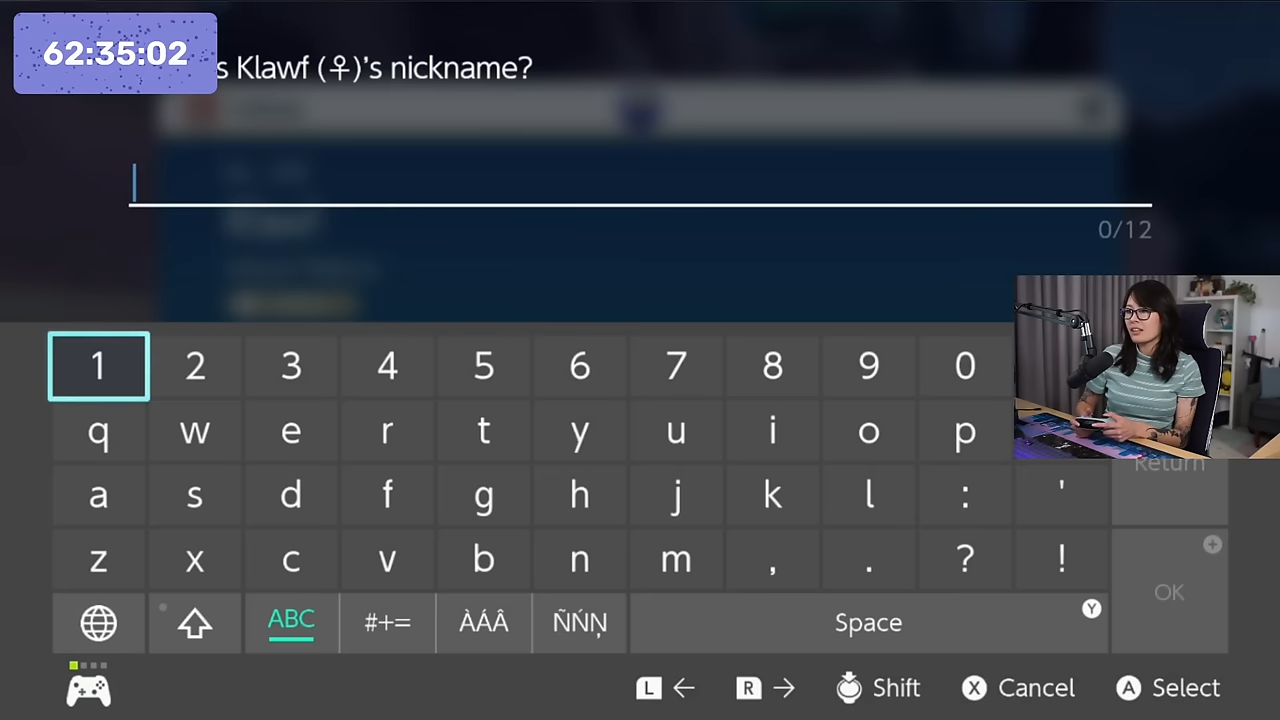 62:35:02
s Klawf (♀)'s nickname?
0/12
1 2 3 4 5 6 7 8 9 0
q w e r t y u i o p
Return
a s d f g h j k l : '
z x c v b n m , . ? !
OK
ABC #+= ÀÁÂ ÑŃŅ Space Y
L ← R → Shift X Cancel A Select